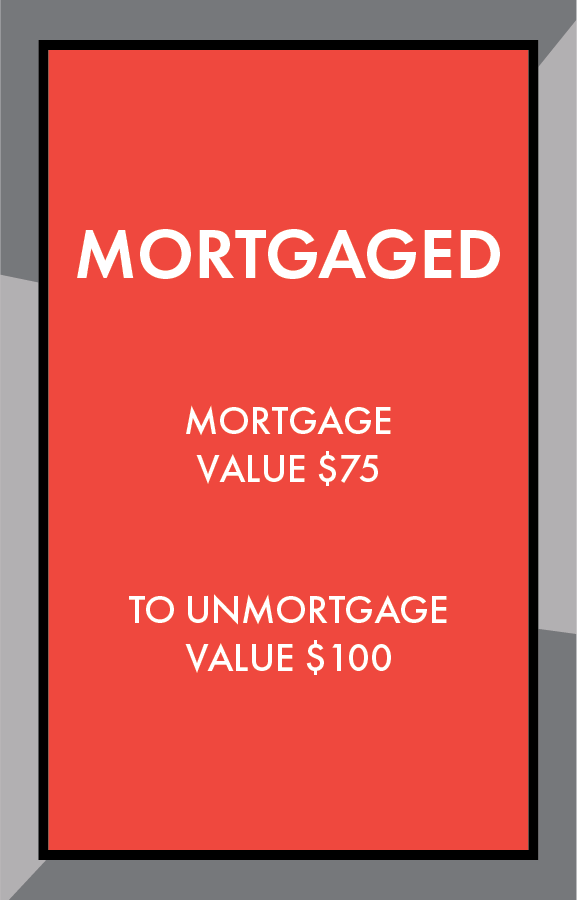 MORTGAGED
MORTGAGE
VALUE $75
TO UNMORTGAGE
VALUE $100